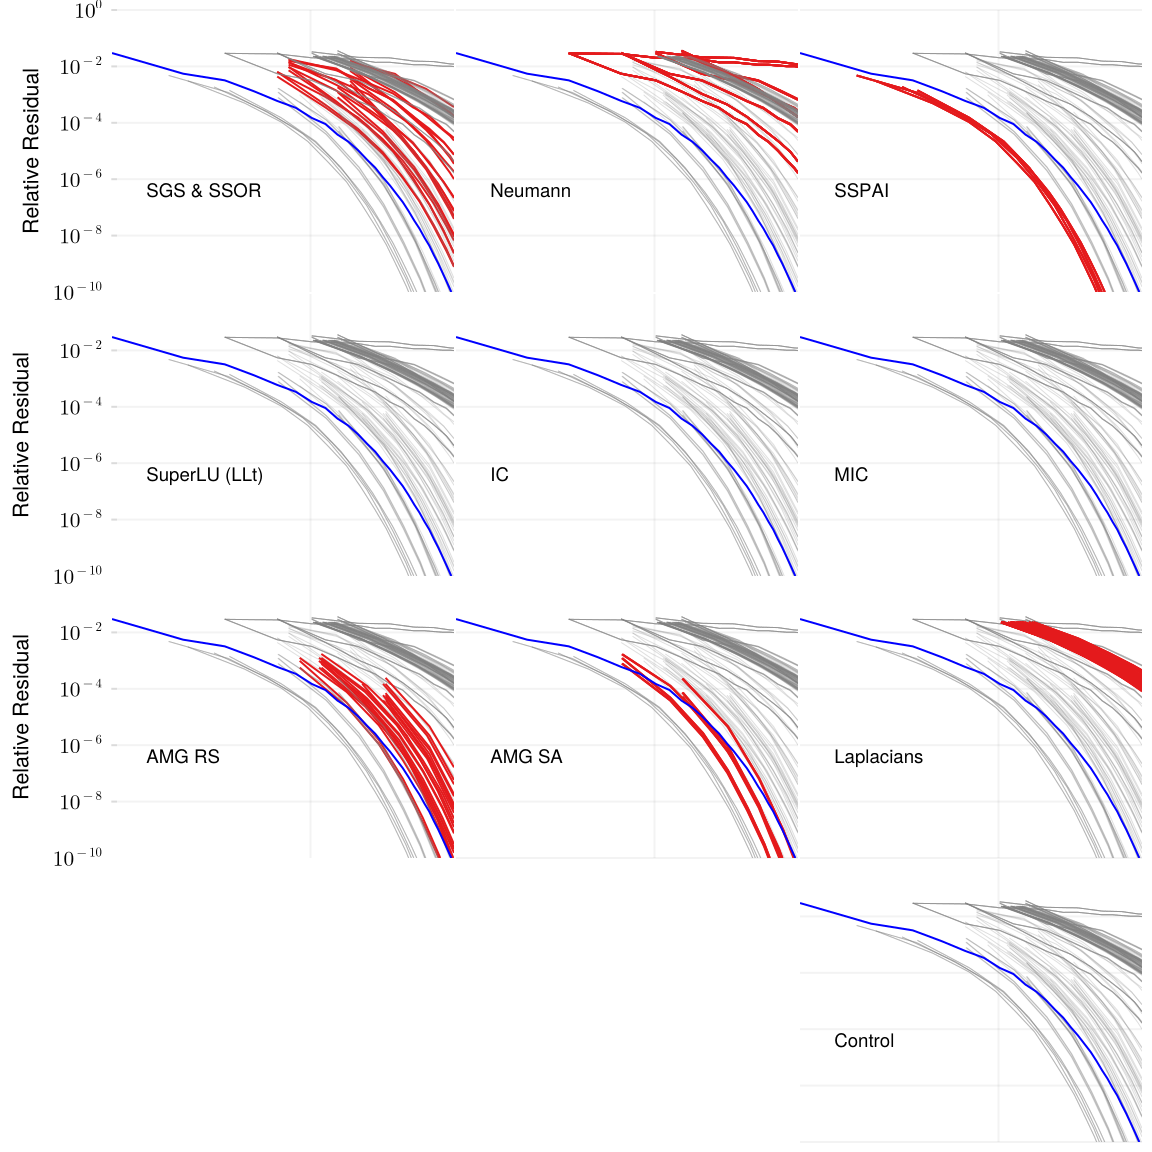 10^0
10^-2
10^-4
10^-6
10^-8
10^-10
Relative Residual
SGS & SSOR
Neumann
SSPAI
10^-2
10^-4
10^-6
10^-8
10^-10
Relative Residual
SuperLU (LLt)
IC
MIC
10^-2
10^-4
10^-6
10^-8
10^-10
Relative Residual
AMG RS
AMG SA
Laplacians
Control